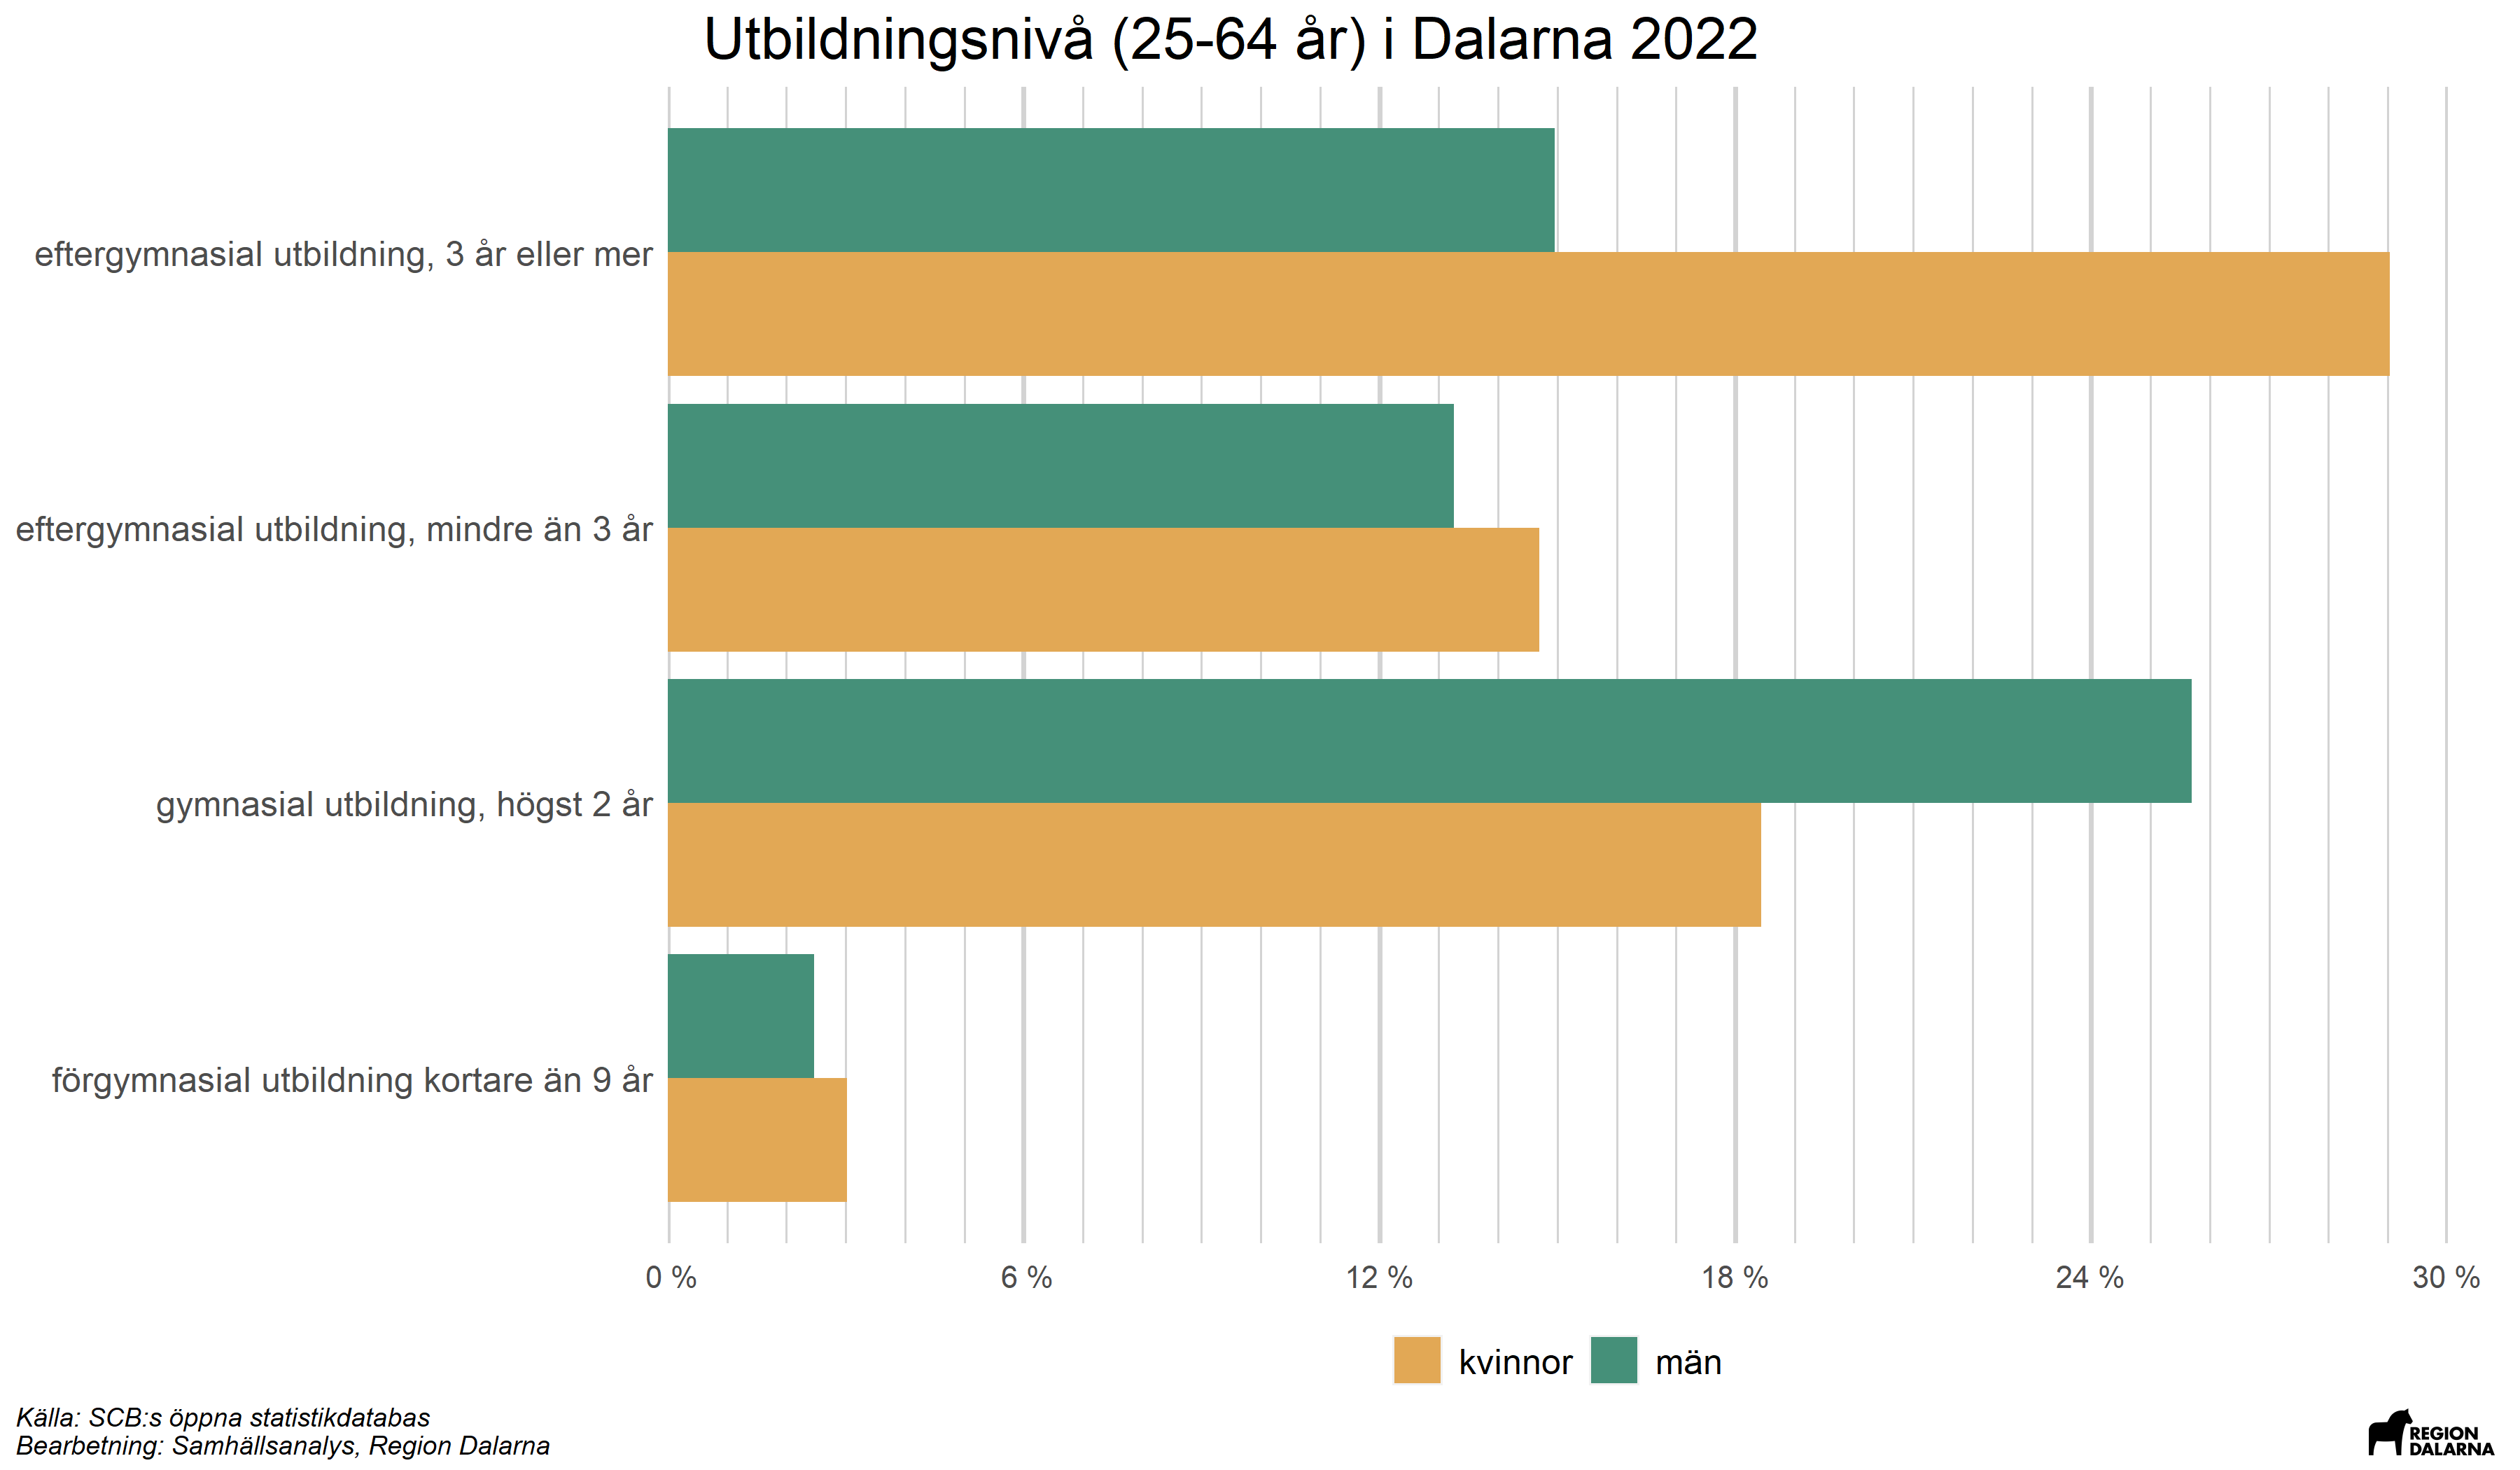 Utbildningsnivå (25-64 år) i Dalarna 2022
eftergymnasial utbildning, 3 år eller mer
eftergymnasial utbildning, mindre än 3 år
gymnasial utbildning, högst 2 år
förgymnasial utbildning kortare än 9 år
0 % 6 % 12 % 18 % 24 % 30 %
kvinnor män
Källa: SCB:s öppna statistikdatabas
Bearbetning: Samhällsanalys, Region Dalarna
REGION
DALARNA